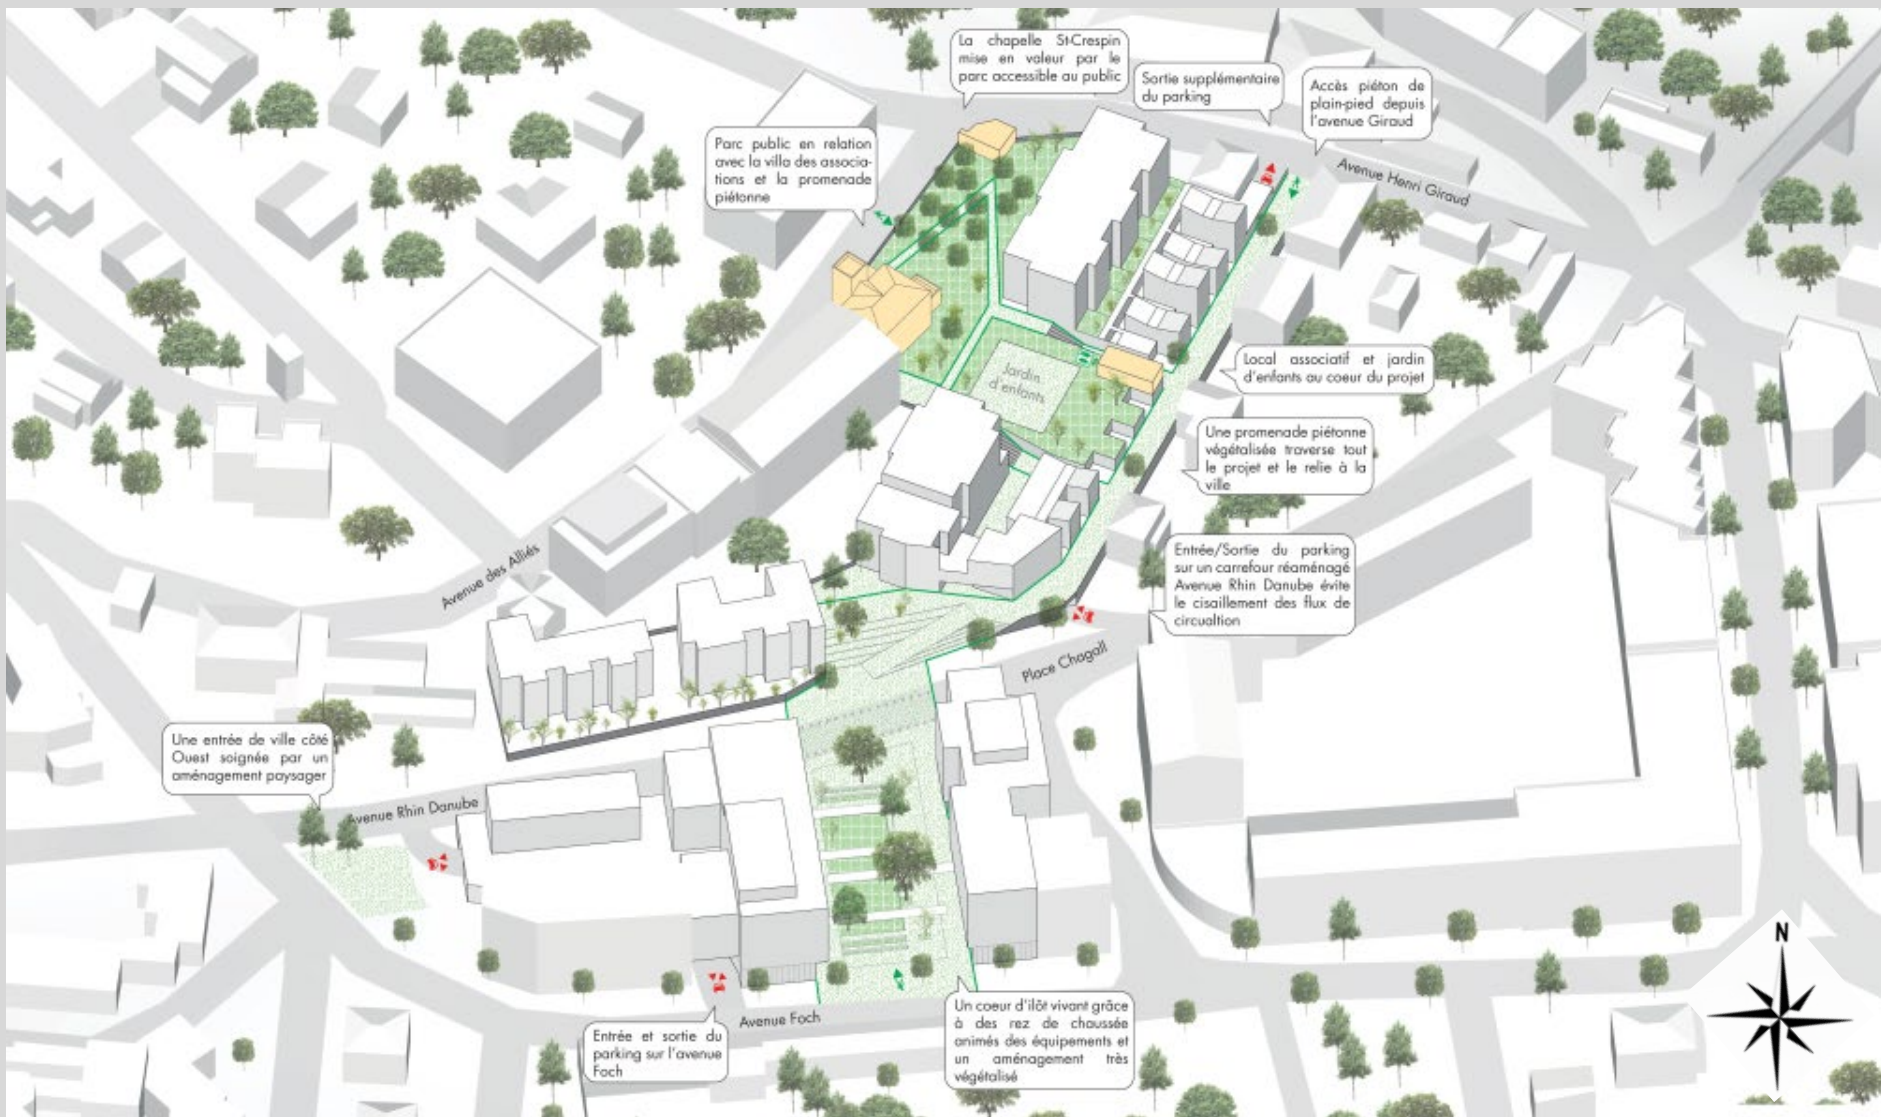 La chapelle St-Crespin
mise en valeur par le
parc accessible au public
Sortie supplémentaire
du parking
Accès piéton de
plain-pied depuis
l'avenue Giraud
Parc public en relation
avec la villa des associa-
tions et la promenade
piétonne
Avenue Henri Giraud
Local associatif et jardin
d'enfants au coeur du projet
Jardin
d'enfants
Une promenade piétonne
végétalisée traverse tout
le projet et le relie à la
ville
Avenue des Alliés
Entrée/Sortie du parking
sur un carrefour réaménagé
Avenue Rhin Danube évite
le cisaillement des flux de
circualtion
Place Chagall
Une entrée de ville côté
Ouest soignée par un
aménagement paysager
Avenue Rhin Danube
N
Avenue Foch
Entrée et sortie du
parking sur l'avenue
Foch
Un coeur d'ilôt vivant grâce
à des rez de chaussée
animés des équipements et
un aménagement très
végétalisé